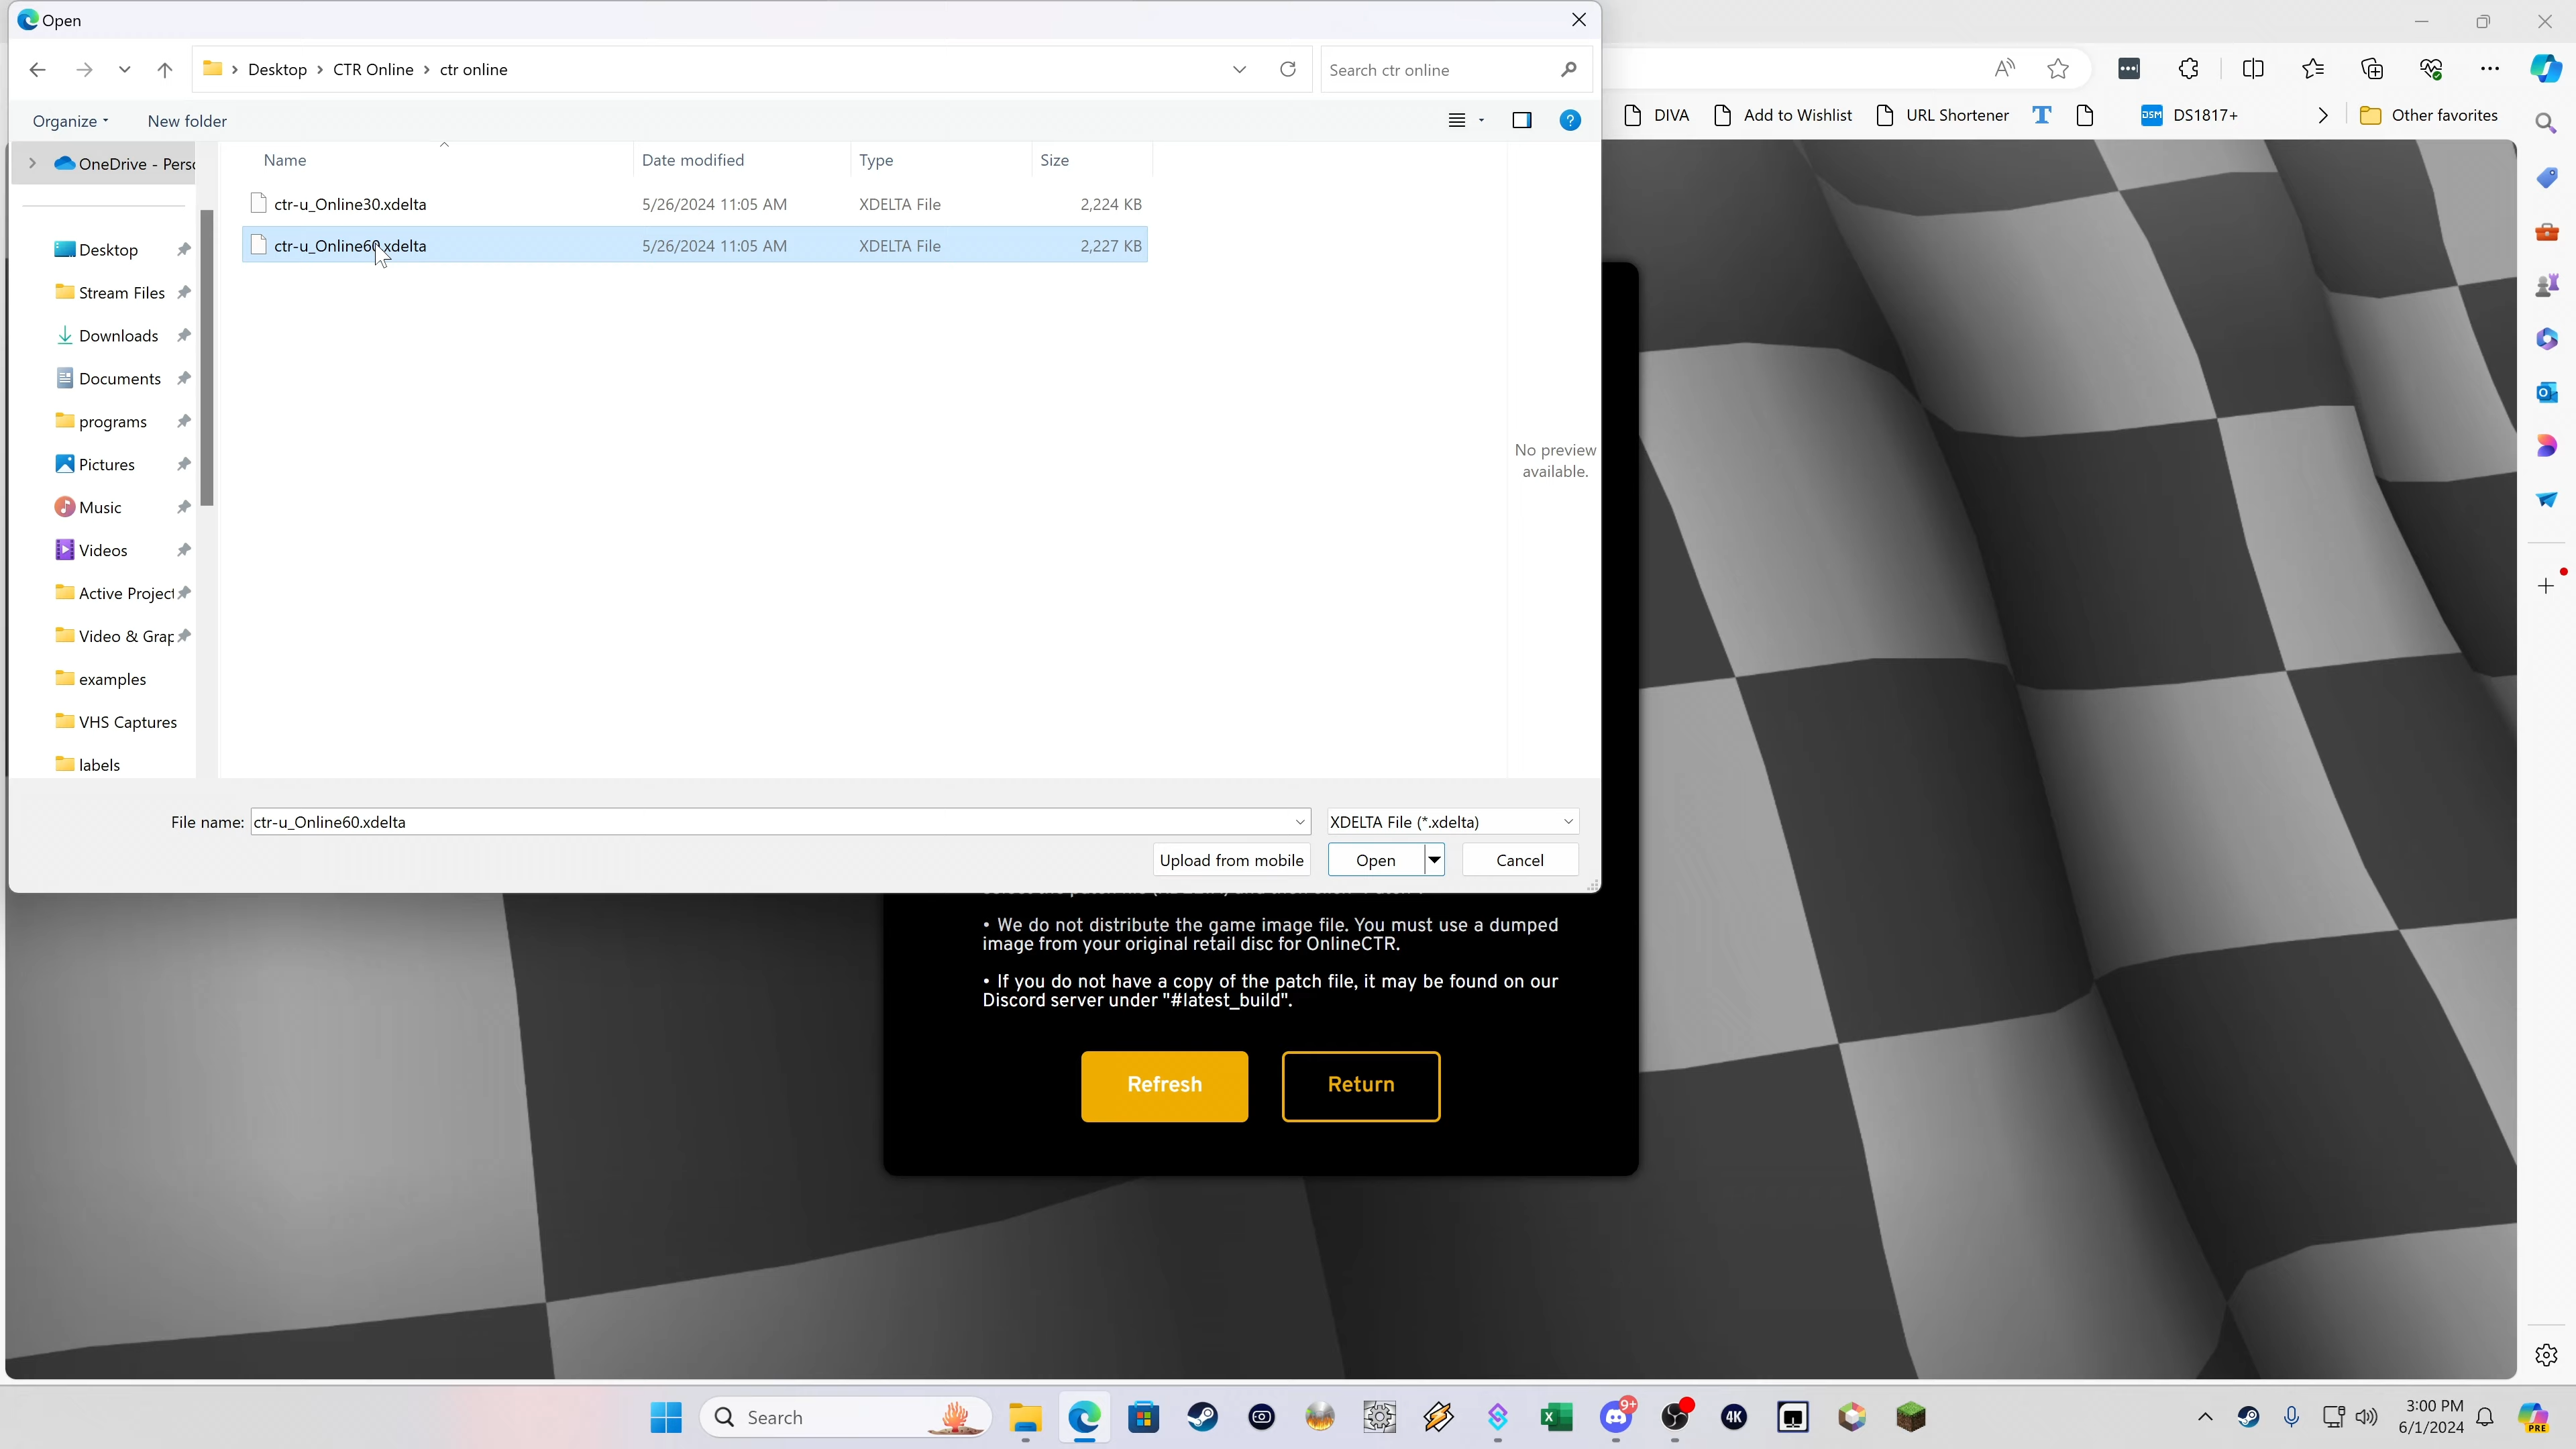 Open
Desktop > CTR Online > ctr online
Search ctr online
Organize
New folder
DIVA
Add to Wishlist
URL Shortener
DSM
DS1817+
Other favorites
OneDrive - Persc
Name
Date modified
Type
Size
ctr-u_Online30.xdelta
5/26/2024 11:05 AM
XDELTA File
2,224 KB
ctr-u_Online60.xdelta
5/26/2024 11:05 AM
XDELTA File
2,227 KB
Desktop
Stream Files
Downloads
Documents
programs
Pictures
Music
Videos
Active Project
Video & Grap
examples
VHS Captures
labels
No preview
available.
File name:
ctr-u_Online60.xdelta
XDELTA File (*.xdelta)
Upload from mobile
Open
Cancel
• We do not distribute the game image file. You must use a dumped
image from your original retail disc for OnlineCTR.
• If you do not have a copy of the patch file, it may be found on our
Discord server under "#latest_build".
Refresh
Return
Search
9+
4K
3:00 PM
6/1/2024
PRE